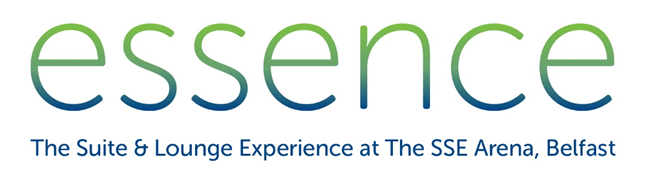 essence
The Suite & Lounge Experience at The SSE Arena, Belfast